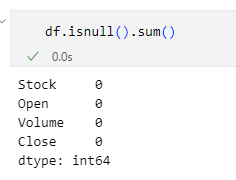 df.isnull().sum()
0.0s
Stock 0
Open 0
Volume 0
Close 0
dtype: int64